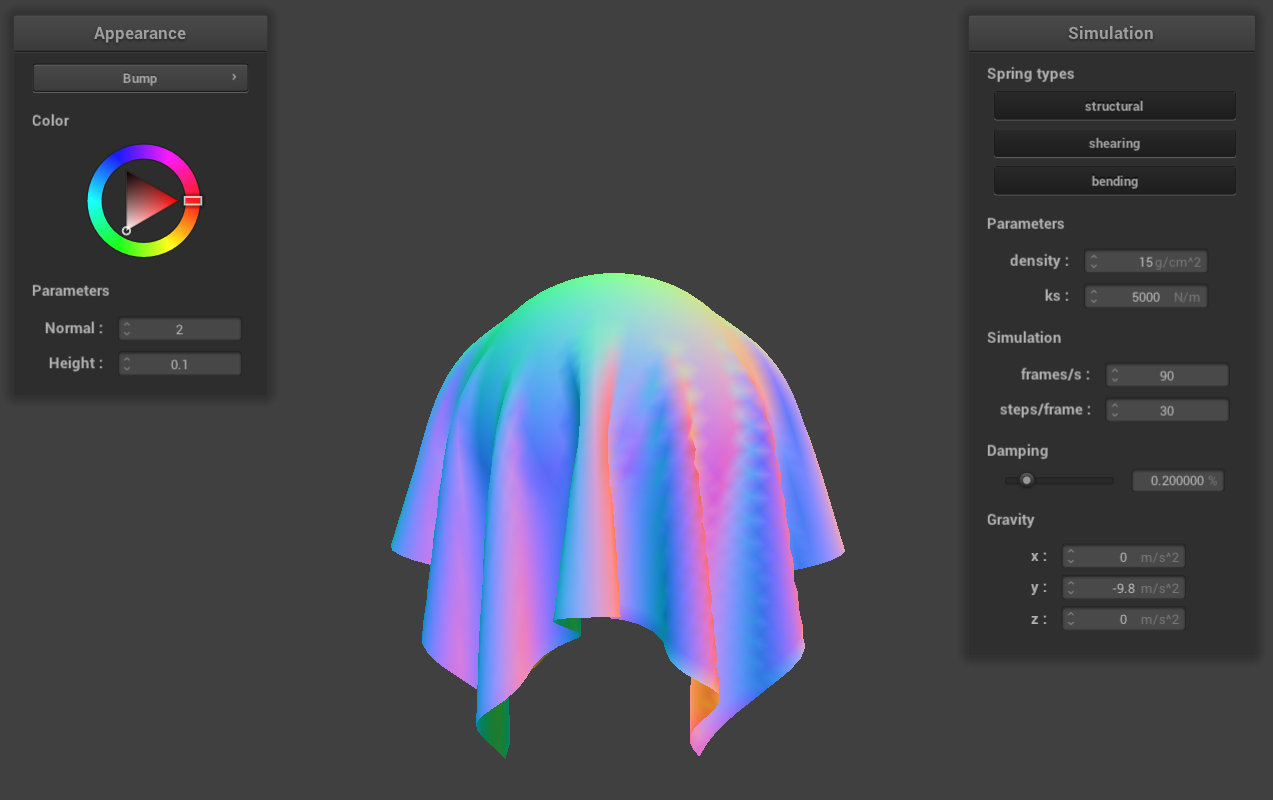 Appearance
Bump
Color
Parameters
Normal : 2
Height : 0.1
Simulation
Spring types
structural
shearing
bending
Parameters
density : 15 g/cm^2
ks : 5000 N/m
Simulation
frames/s : 90
steps/frame : 30
Damping
0.200000 %
Gravity
x : 0 m/s^2
y : -9.8 m/s^2
z : 0 m/s^2